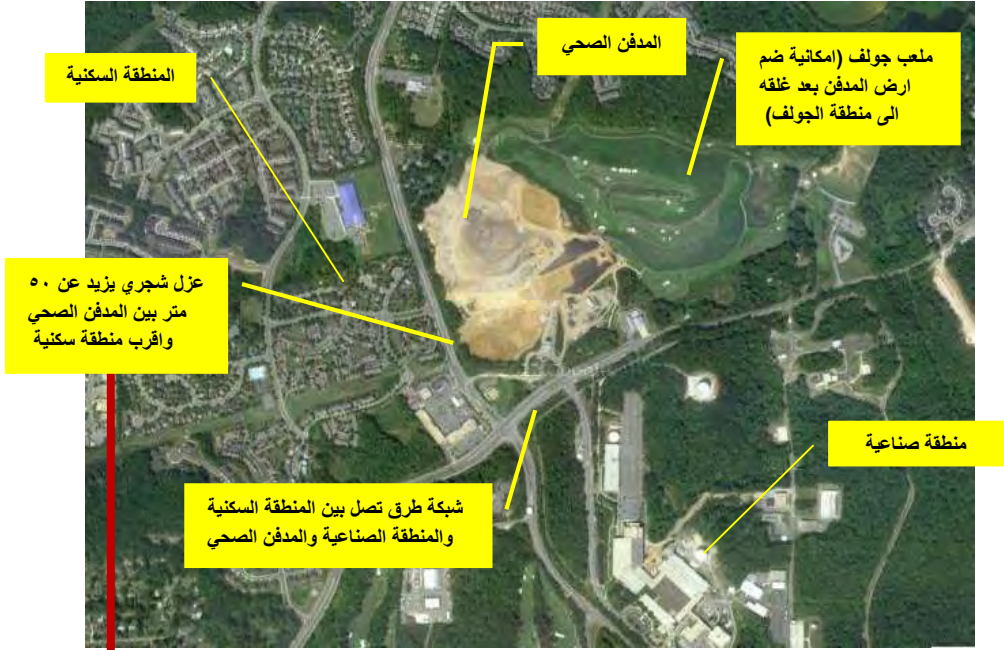 المدفن الصحي
ملعب جولف (امكانية ضم
ارض المدفن بعد غلقه
الى منطقة الجولف)
المنطقة السكنية
عزل شجري يزيد عن ٥٠
متر بين المدفن الصحي
واقرب منطقة سكنية
منطقة صناعية
شبكة طرق تصل بين المنطقة السكنية
والمنطقة الصناعية والمدفن الصحي